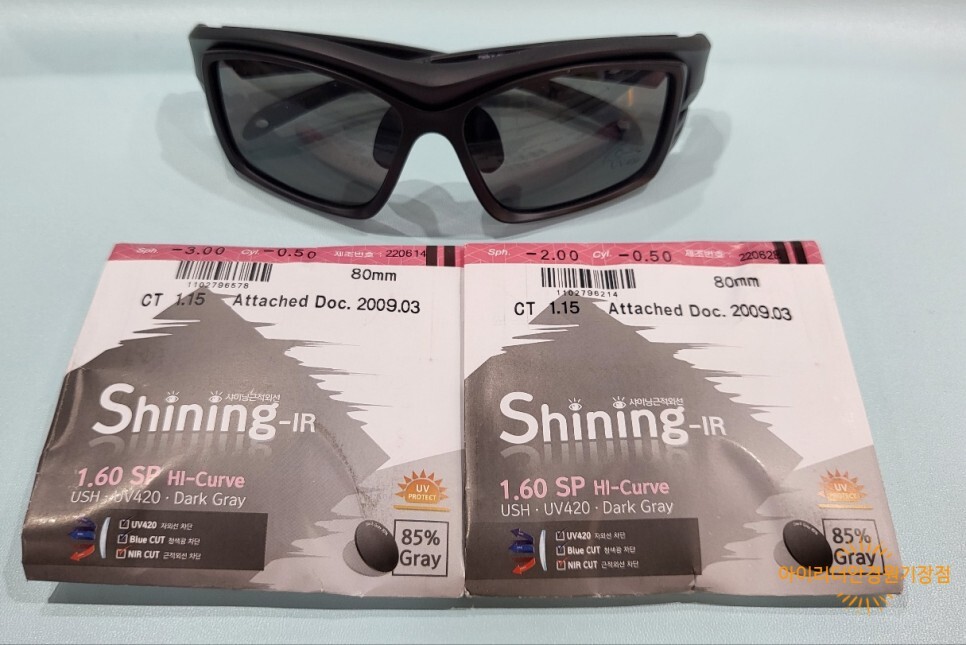 Sph. -3.00 Cyl. -0.50 제조번호 : 220614
80mm
1102796578
CT 1.15 Attached Doc. 2009.03
샤이닝근적외선
Shining-IR
1.60 SP HI-Curve
USH · UV420 · Dark Gray
UV
PROTECT
UV420 자외선 차단
Blue CUT 청색광 차단
NIR CUT 근적외선 차단
85%
Gray
Sph. -2.00 Cyl. -0.50 제조번호 : 220628
80mm
1102796214
CT 1.15 Attached Doc. 2009.03
샤이닝근적외선
Shining-IR
1.60 SP HI-Curve
USH · UV420 · Dark Gray
UV
PROTECT
UV420 자외선 차단
Blue CUT 청색광 차단
NIR CUT 근적외선 차단
85%
Gray